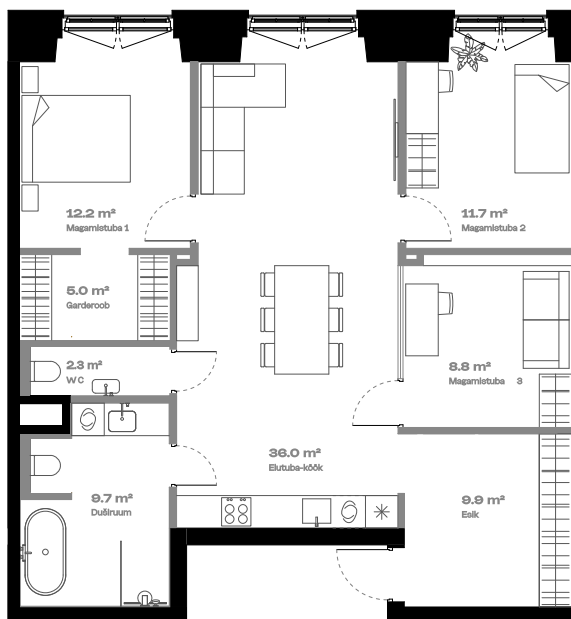 12.2 m²
Magamistuba 1
11.7 m²
Magamistuba 2
5.0 m²
Garderoob
2.3 m²
WC
8.8 m²
Magamistuba 3
36.0 m²
Elutuba-köök
9.7 m²
Duširuum
9.9 m²
Esik